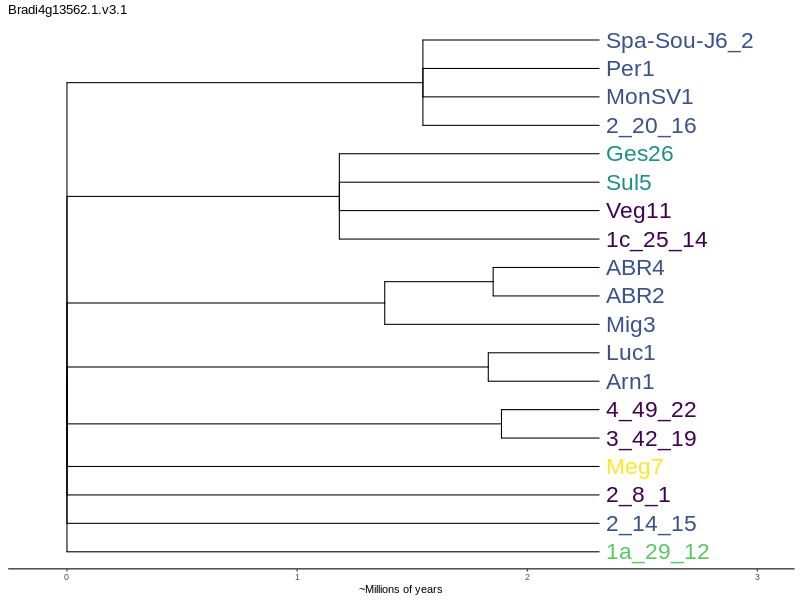 Bradi4g13562.1.v3.1
Spa-Sou-J6_2
Per1
MonSV1
2_20_16
Ges26
Sul5
Veg11
1c_25_14
ABR4
ABR2
Mig3
Luc1
Arn1
4_49_22
3_42_19
Meg7
2_8_1
2_14_15
1a_29_12
0 1 2 3
~Millions of years